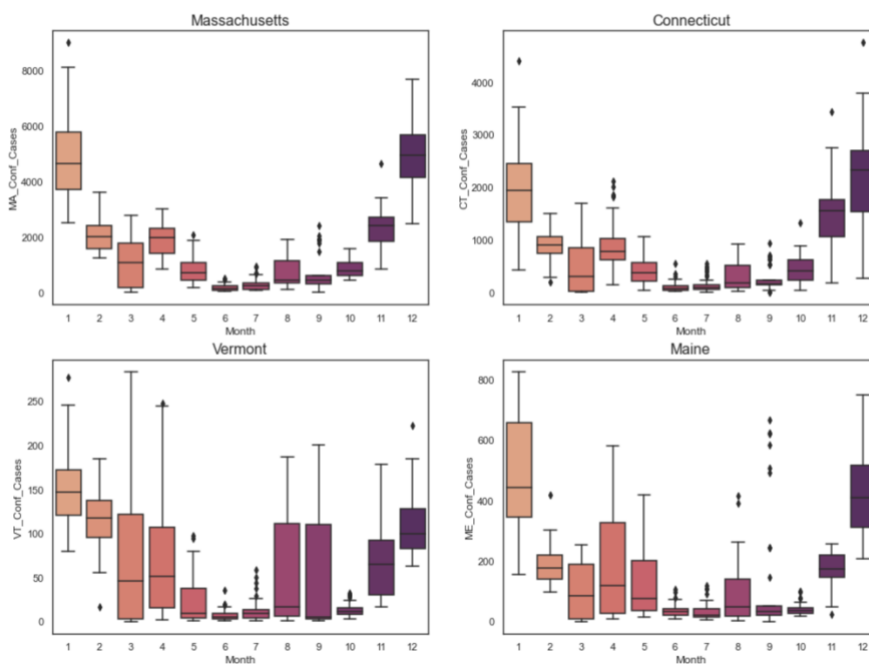 Massachusetts
8000
6000
4000
2000
0
MA_Conf_Cases
1 2 3 4 5 6 7 8 9 10 11 12
Month
Connecticut
4000
3000
2000
1000
0
CT_Conf_Cases
1 2 3 4 5 6 7 8 9 10 11 12
Month
Vermont
250
200
150
100
50
0
VT_Conf_Cases
1 2 3 4 5 6 7 8 9 10 11 12
Month
Maine
800
600
400
200
0
ME_Conf_Cases
1 2 3 4 5 6 7 8 9 10 11 12
Month